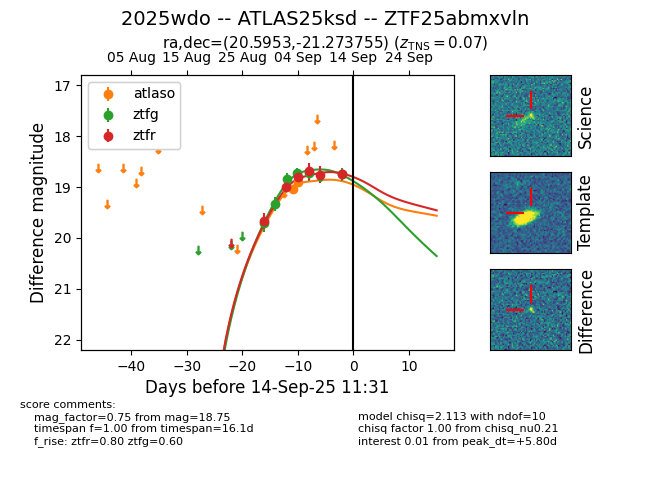 2025wdo -- ATLAS25ksd -- ZTF25abmxvln
ra,dec=(20.5953,-21.273755) (z_TNS = 0.07)
05 Aug 15 Aug 25 Aug 04 Sep 14 Sep 24 Sep
atlaso
ztfg
ztfr
17
18
19
20
21
22
Difference magnitude
−40 −30 −20 −10 0 10
Days before 14-Sep-25 11:31
Science
Template
Difference
score comments:
mag_factor=0.75 from mag=18.75
timespan f=1.00 from timespan=16.1d
f_rise: ztfr=0.80 ztfg=0.60
model chisq=2.113 with ndof=10
chisq factor 1.00 from chisq_nu0.21
interest 0.01 from peak_dt=+5.80d